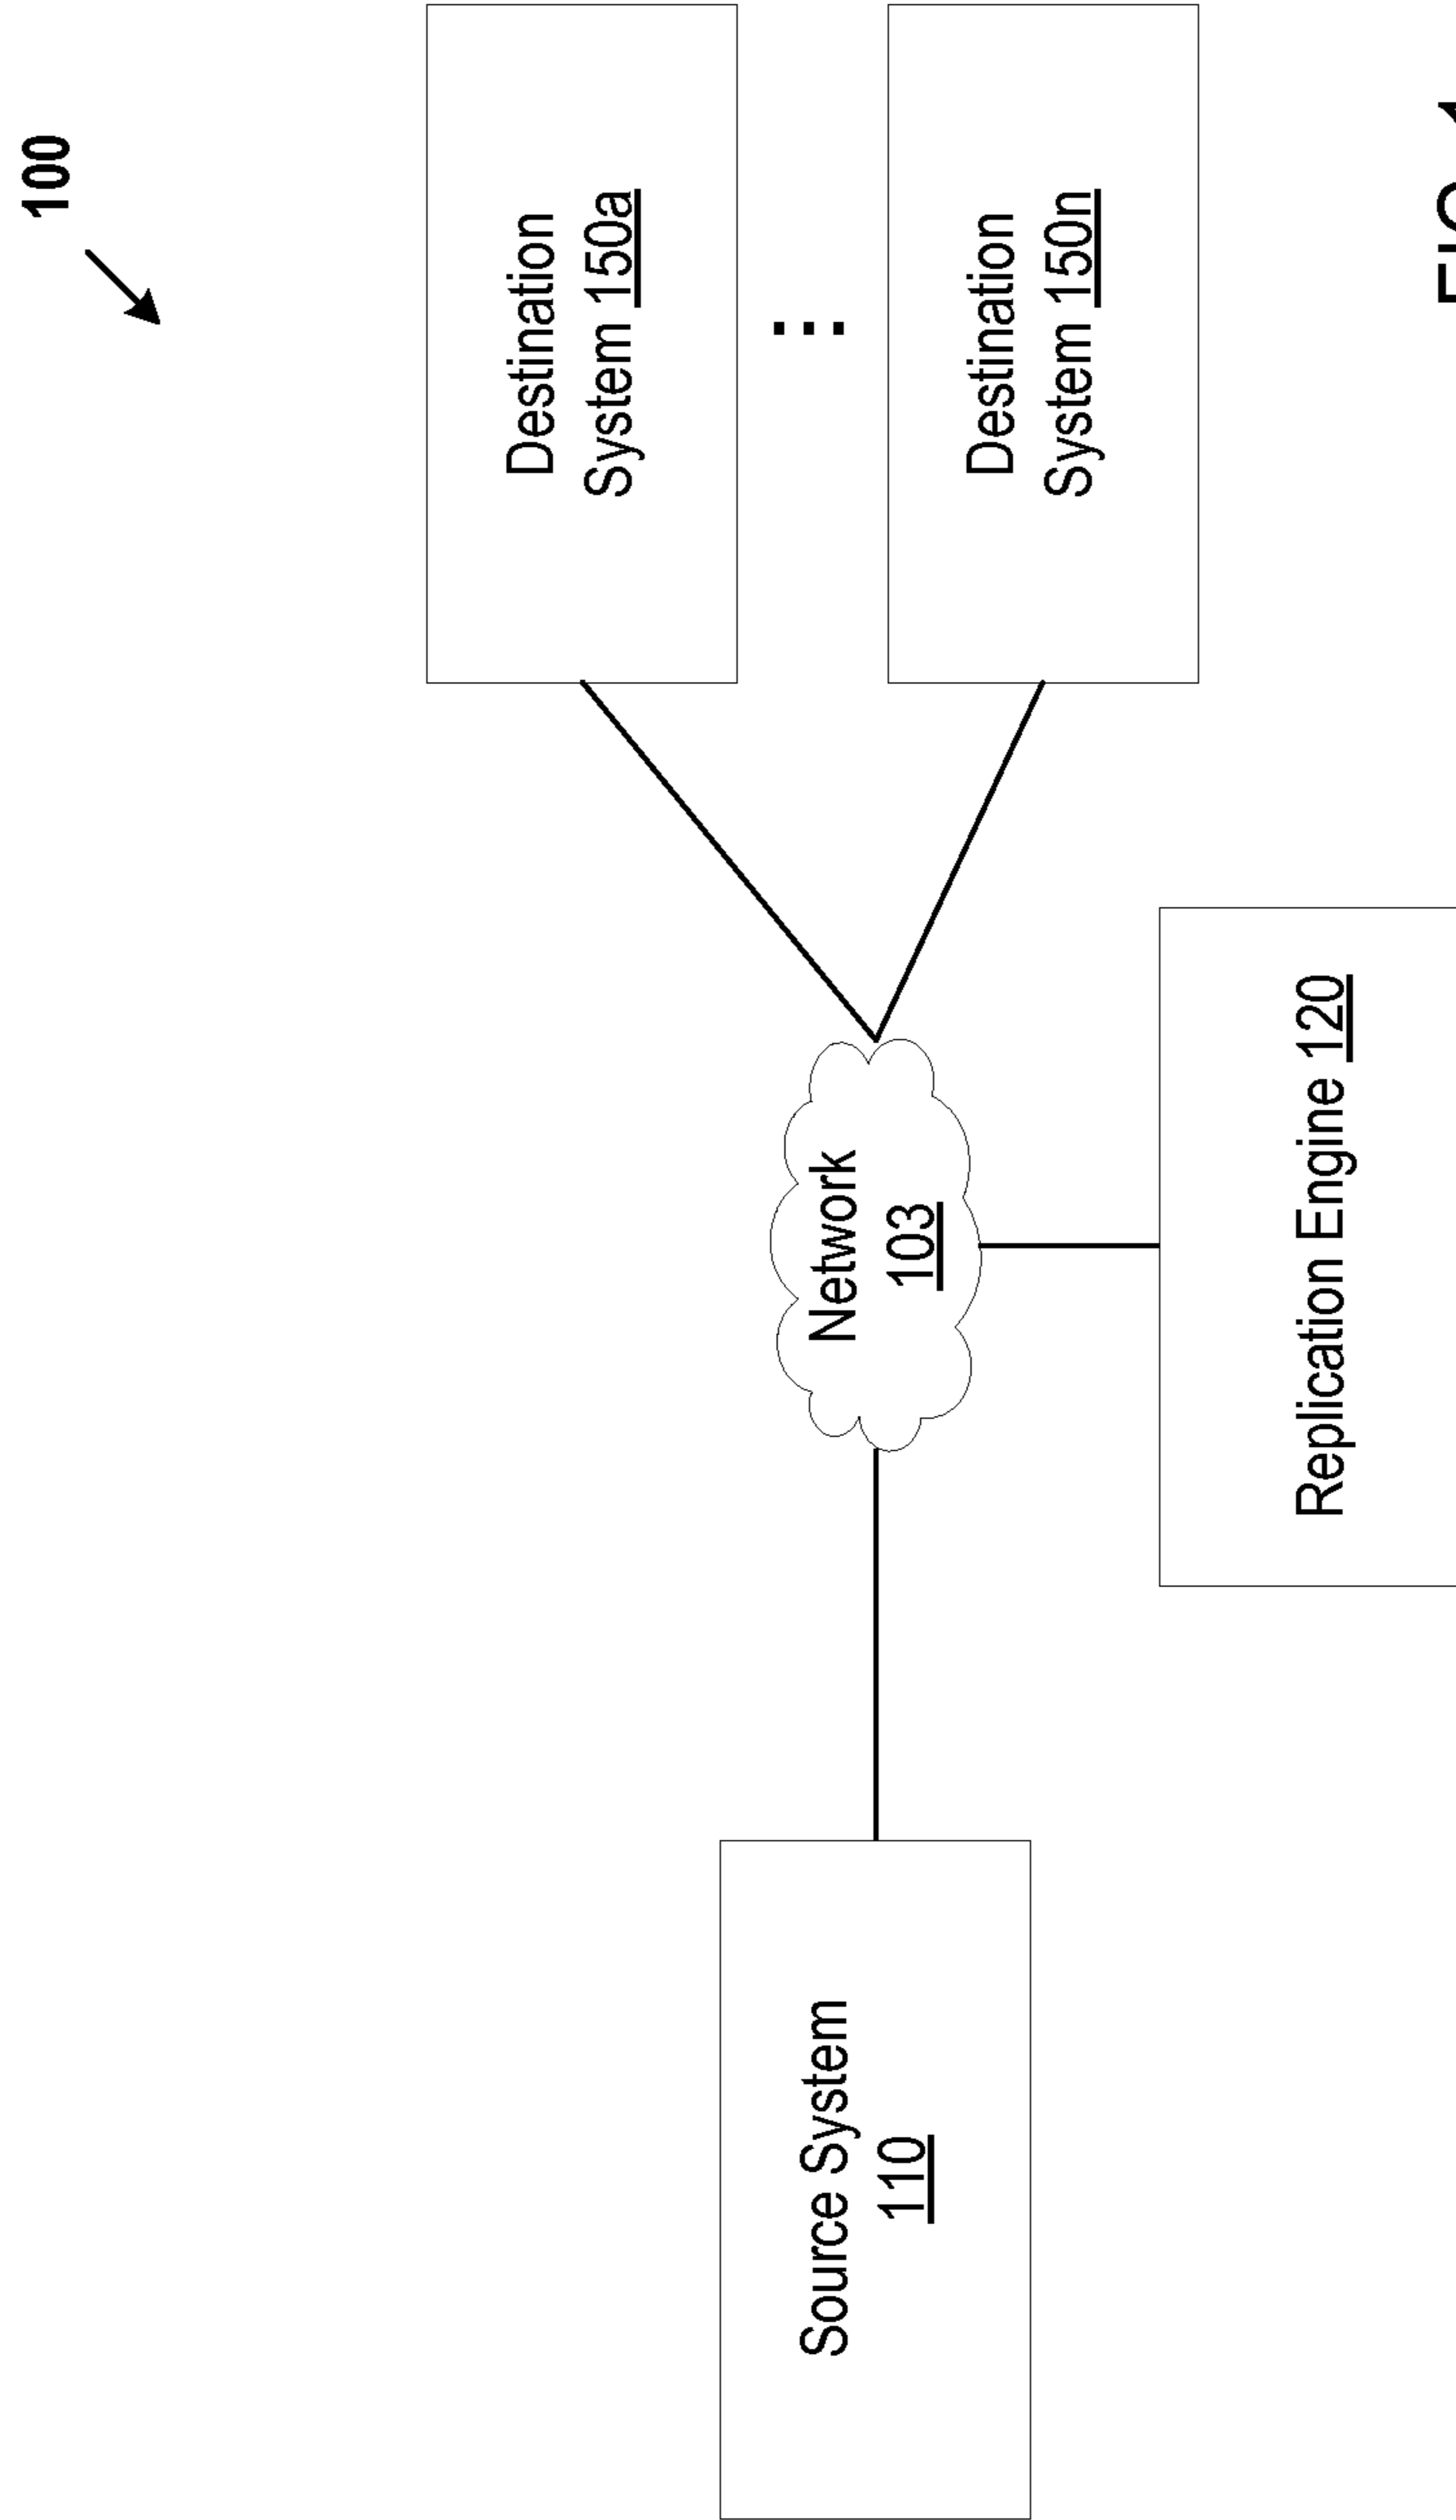 100
Destination
System 150a
Destination
System 150n
Network
103
Source System
110
Replication Engine 120